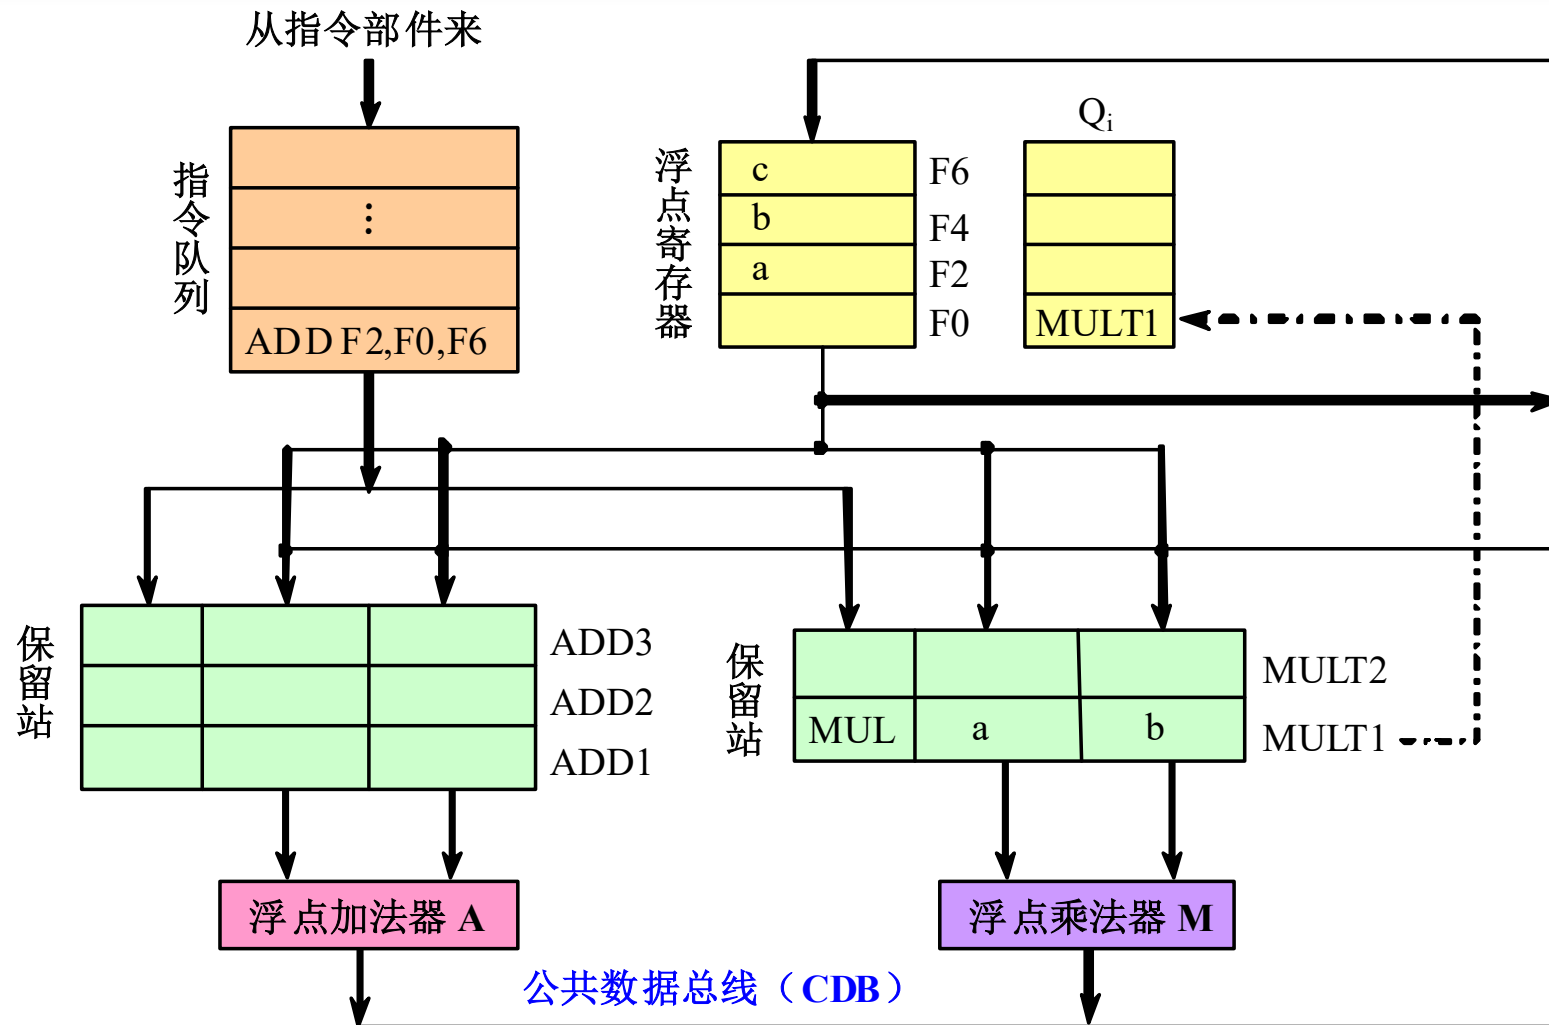 从指令部件来
指令队列
⋮
ADD F2,F0,F6
浮点寄存器
c
F6
b
F4
a
F2
F0
Qi
MULT1
保留站
ADD3
ADD2
ADD1
保留站
MULT2
MUL
a
b
MULT1
浮点加法器 A
浮点乘法器 M
公共数据总线（CDB）